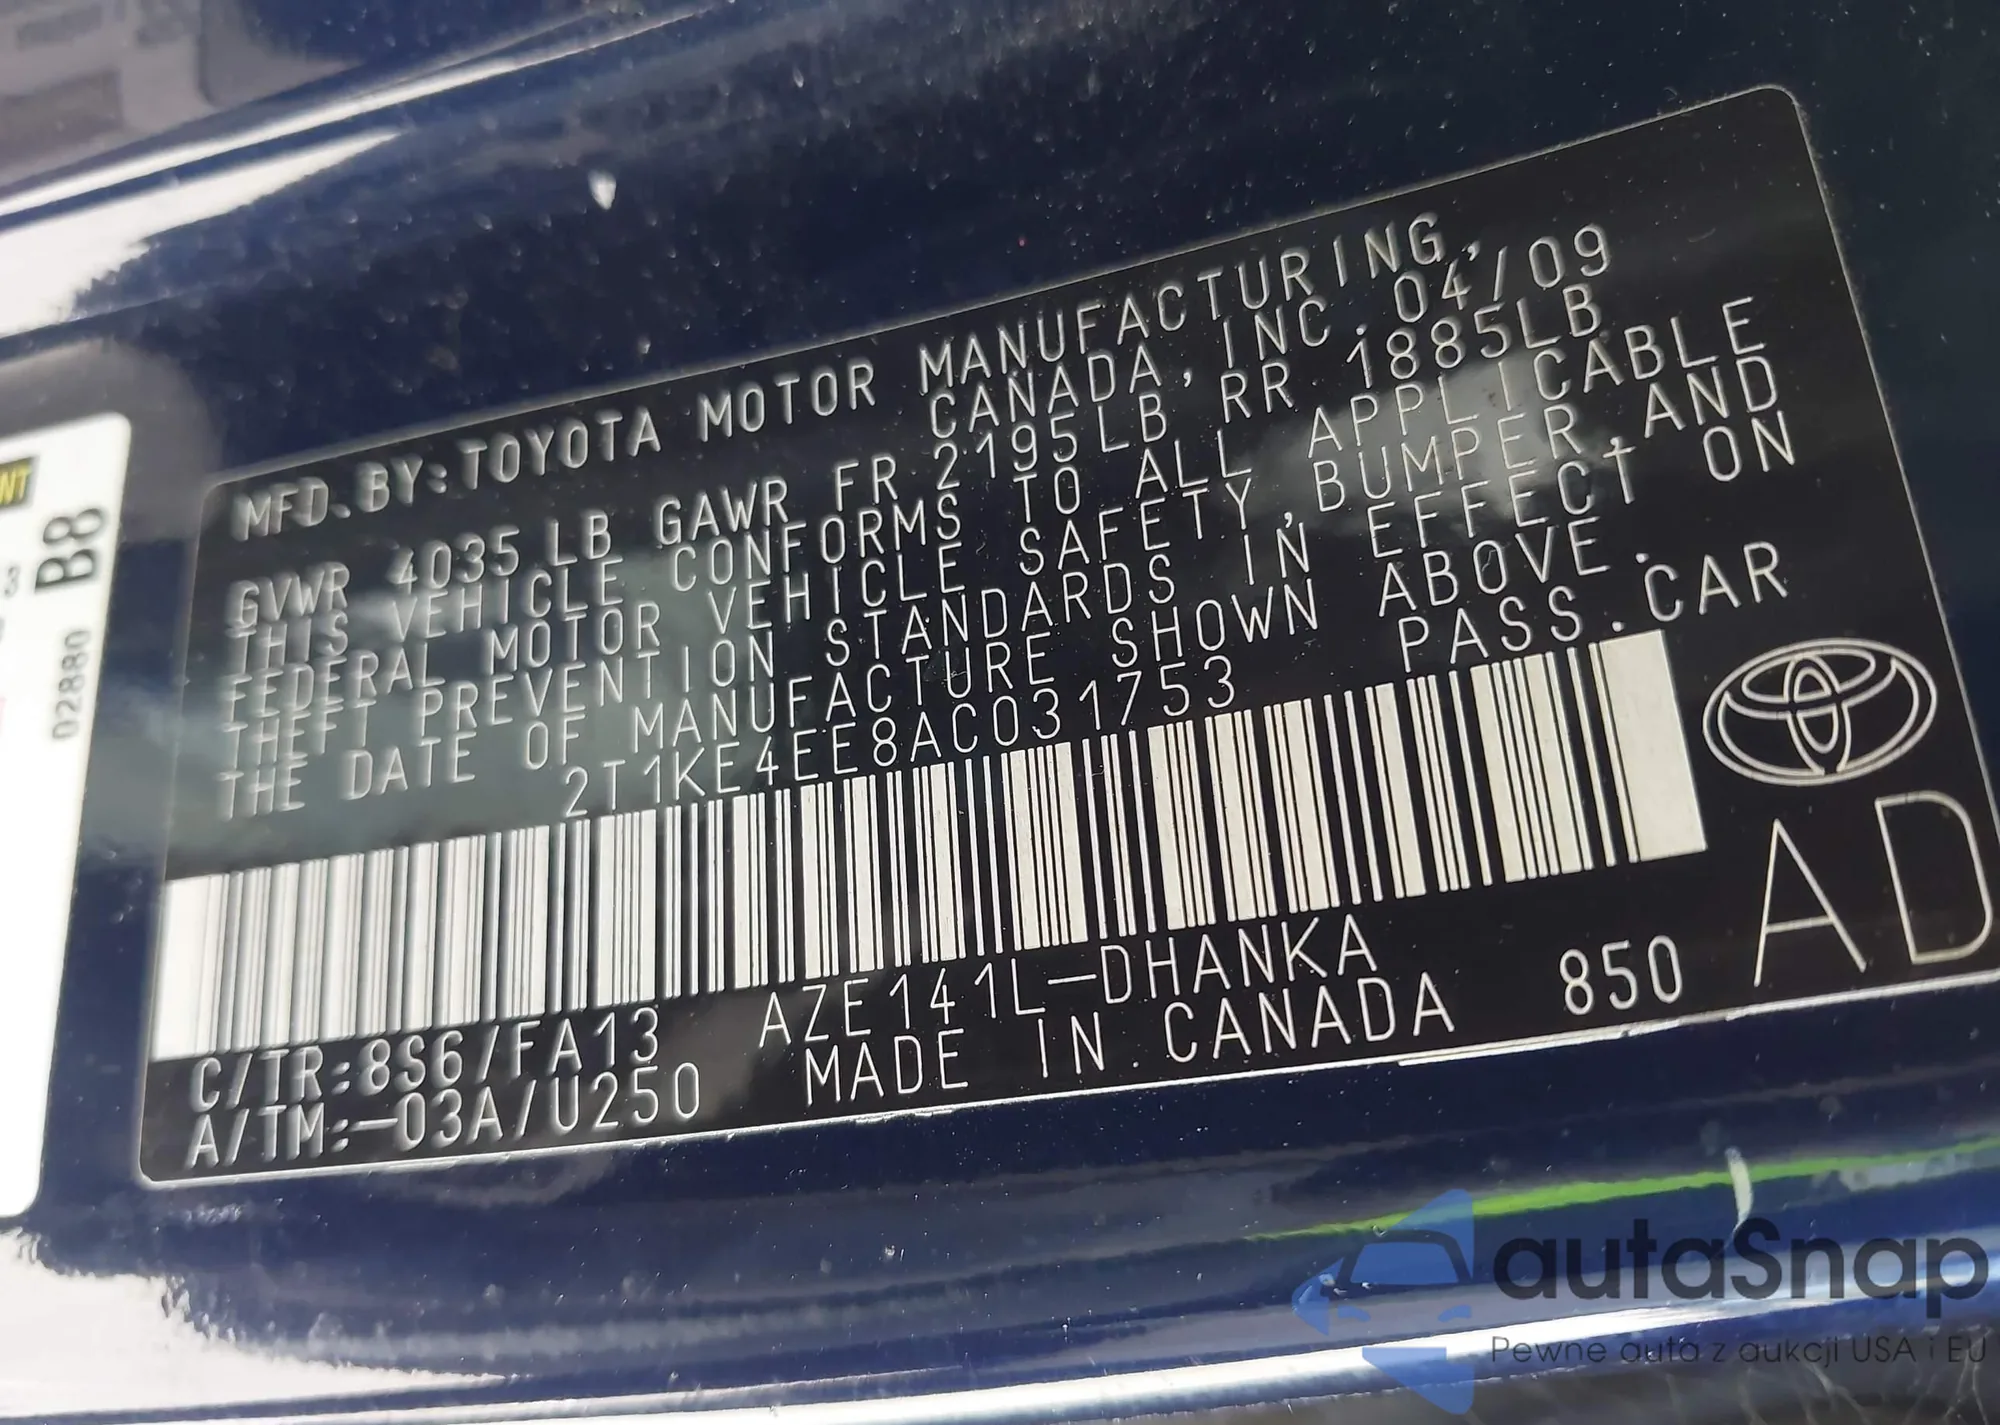 MFD.BY:TOYOTA MOTOR MANUFACTURING,
CANADA, INC. 04/09
GVWR 4035LB GAWR FR 2195LB RR 1885LB
THIS VEHICLE CONFORMS TO ALL APPLICABLE
FEDERAL MOTOR VEHICLE SAFETY,BUMPER,AND
THEFT PREVENTION STANDARDS IN EFFECT ON
THE DATE OF MANUFACTURE SHOWN ABOVE.
2T1KE4EE8AC031753 PASS.CAR
C/TR:8S6/FA13 AZE141L-DHANKA
A/TM:-03A/U250 MADE IN CANADA 850
AD
NT
B8
02880
autaSnap
Pewne auta z aukcji USA i EU